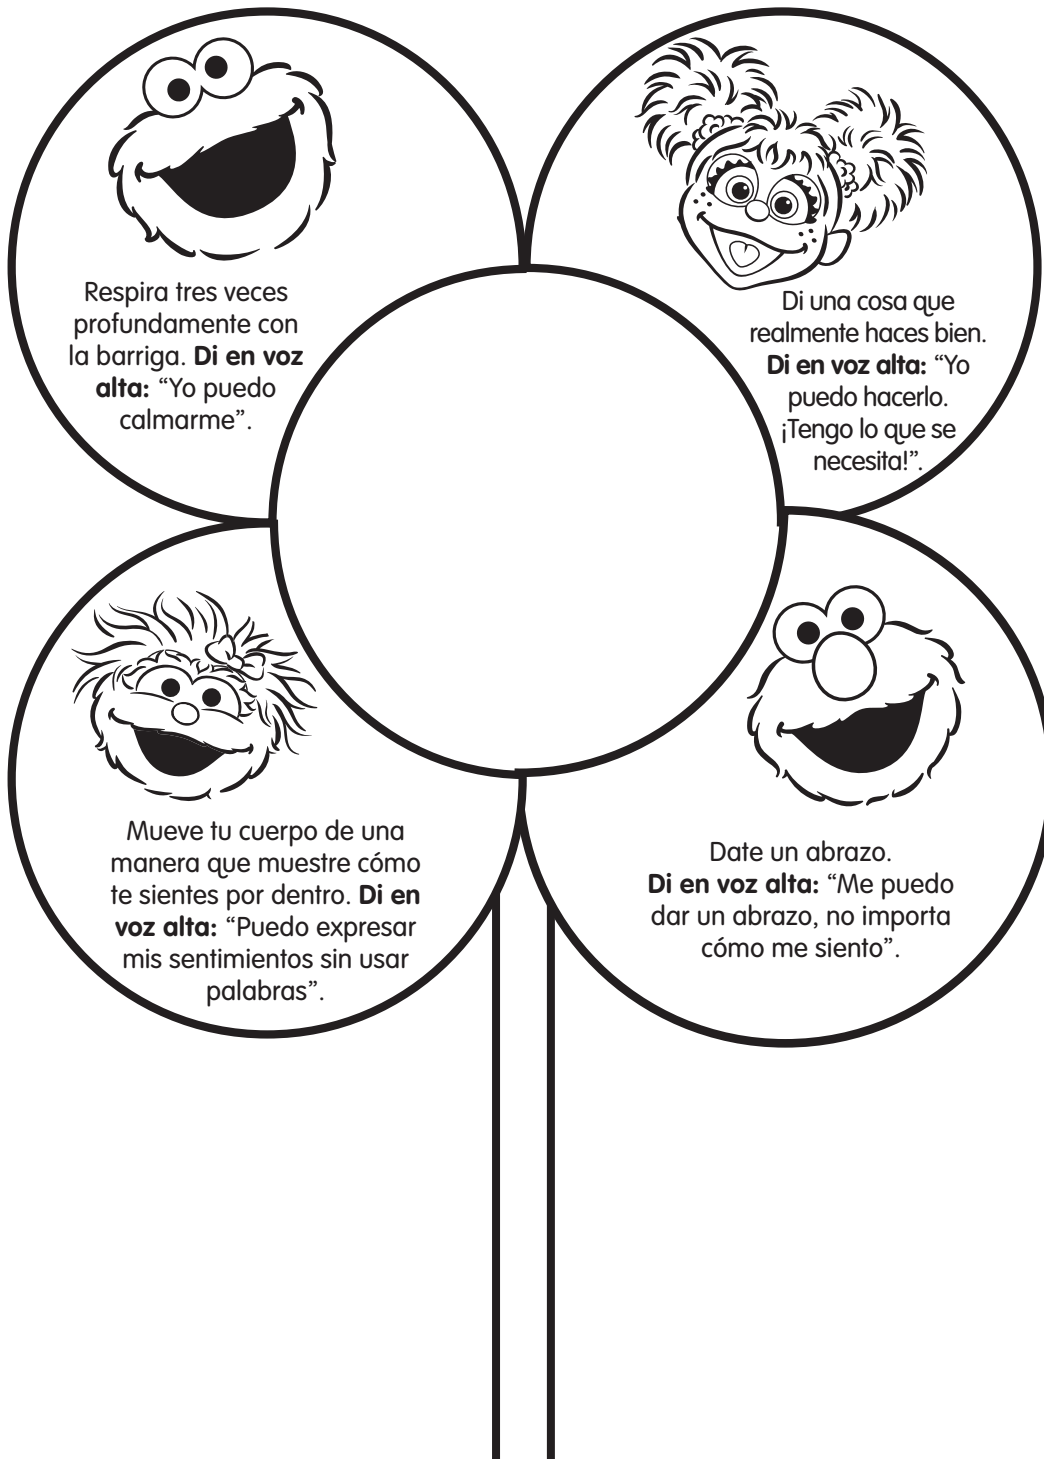 Respira tres veces
profundamente con
la barriga. Di en voz
alta: “Yo puedo
calmarme”.
Di una cosa que
realmente haces bien.
Di en voz alta: “Yo
puedo hacerlo.
¡Tengo lo que se
necesita!”.
Mueve tu cuerpo de una
manera que muestre cómo
te sientes por dentro. Di en
voz alta: “Puedo expresar
mis sentimientos sin usar
palabras”.
Date un abrazo.
Di en voz alta: “Me puedo
dar un abrazo, no importa
cómo me siento”.